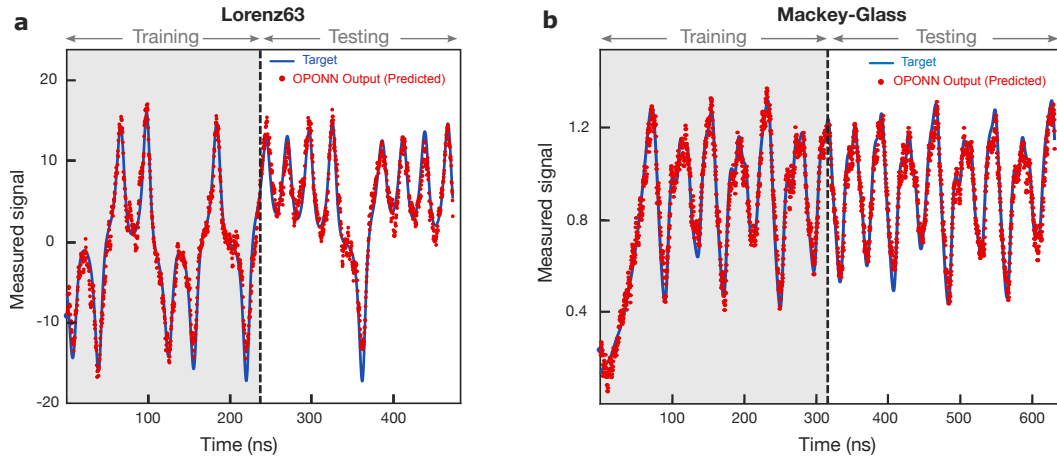 a
Lorenz63
Training
Testing
Target
OPONN Output (Predicted)
Measured signal
20
10
0
-10
-20
100
200
300
400
Time (ns)
b
Mackey-Glass
Training
Testing
Target
OPONN Output (Predicted)
Measured signal
1.2
0.8
0.4
100
200
300
400
500
600
Time (ns)